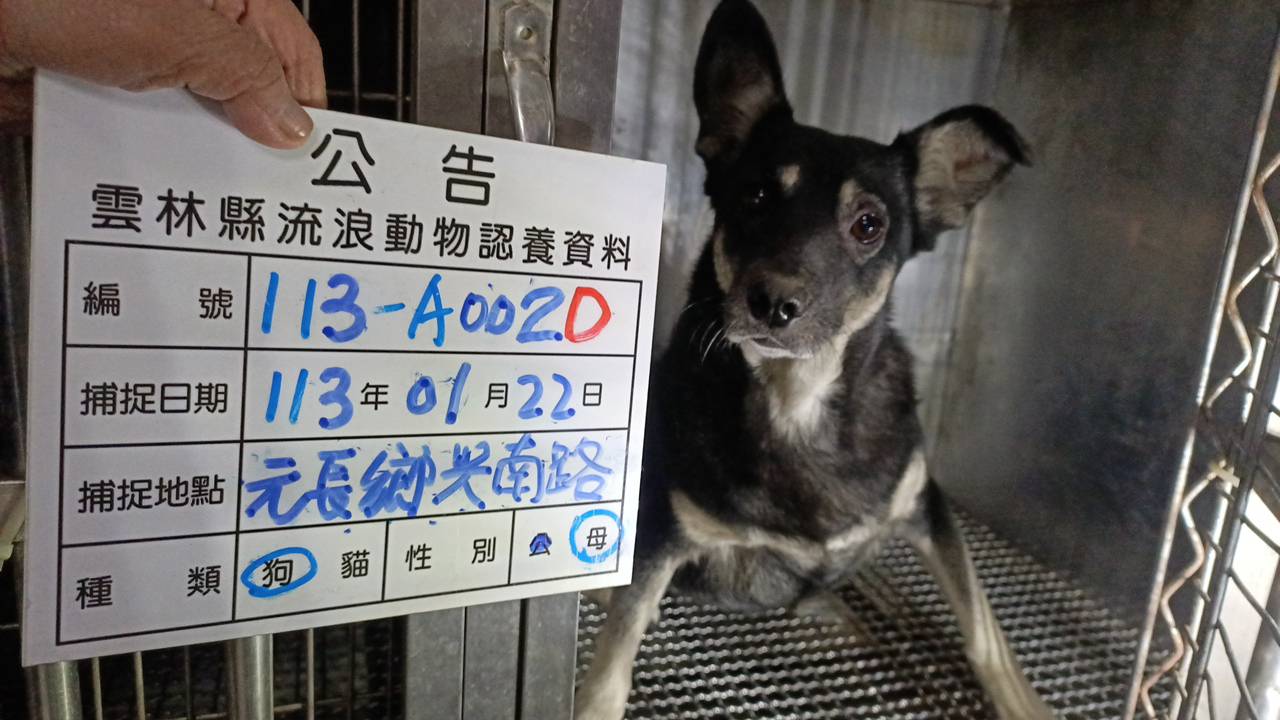 公告
雲林縣流浪動物認養資料
編號 113-A002D
捕捉日期 113年01月22日
捕捉地點 元長鄉興南路
種類 狗 貓 性別 公 母